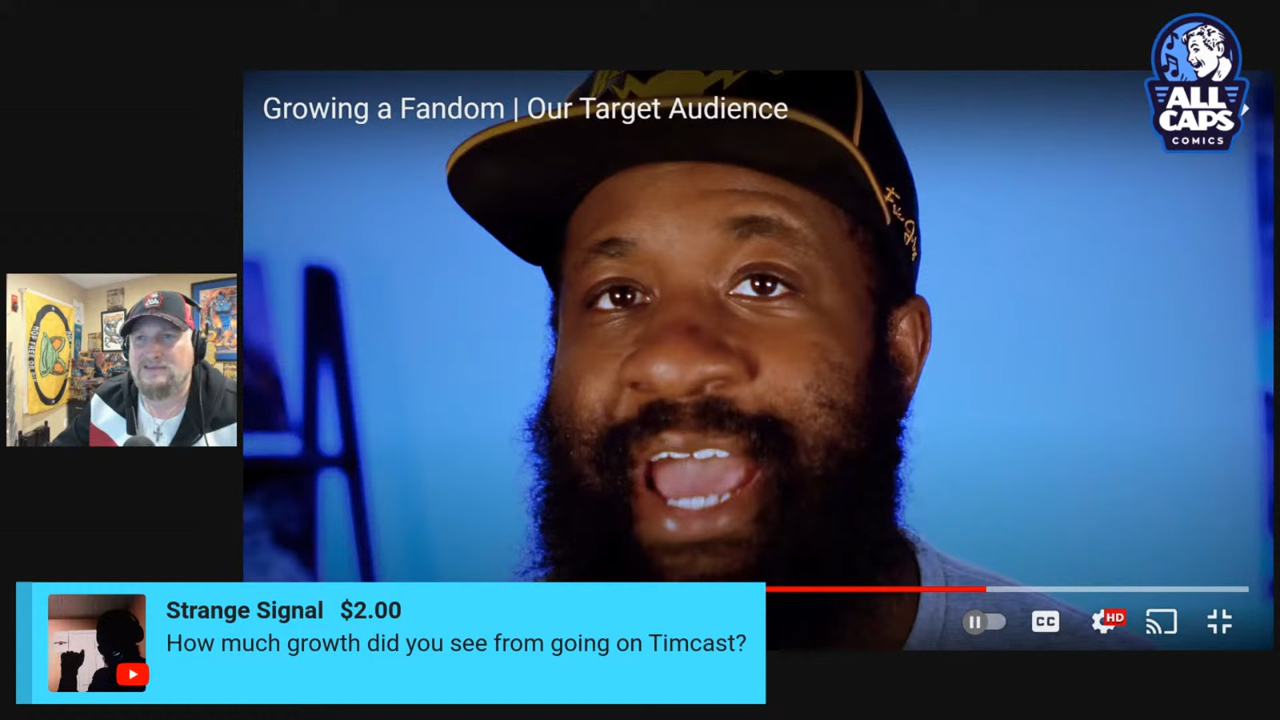 Growing a Fandom | Our Target Audience
ALL
CAPS
COMICS
Strange Signal $2.00
How much growth did you see from going on Timcast?
CC
HD